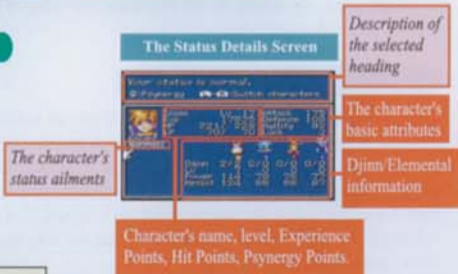 The Status Details Screen
Description of
the selected
heading
Your status is normal.
:Psynergy :Switch characters
The character's
basic attributes
The character's
status ailments
Djinn/Elemental
information
Character's name, level, Experience
Points, Hit Points, Psynergy Points.